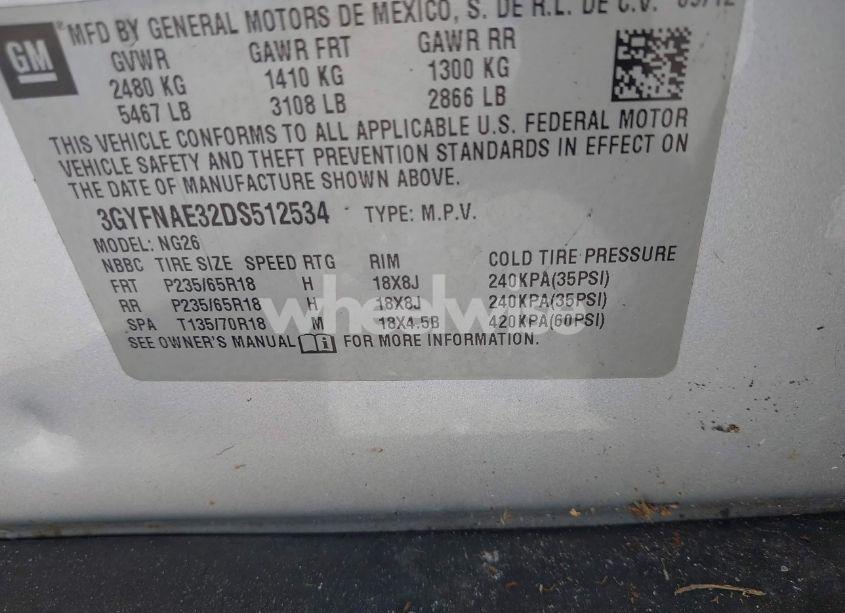 GM
MFD BY GENERAL MOTORS DE MEXICO, S. DE R.L. DE C.V.
GVWR GAWR FRT GAWR RR
2480 KG 1410 KG 1300 KG
5467 LB 3108 LB 2866 LB
THIS VEHICLE CONFORMS TO ALL APPLICABLE U.S. FEDERAL MOTOR
VEHICLE SAFETY AND THEFT PREVENTION STANDARDS IN EFFECT ON
THE DATE OF MANUFACTURE SHOWN ABOVE.
3GYFNAE32DS512534 TYPE: M.P.V.
MODEL: NG26
NBBC TIRE SIZE SPEED RTG RIM COLD TIRE PRESSURE
FRT P235/65R18 H 18X8J 240KPA(35PSI)
RR P235/65R18 H 18X8J 240KPA(35PSI)
SPA T135/70R18 M 18X4.5B 420KPA(60PSI)
SEE OWNER'S MANUAL FOR MORE INFORMATION.
wheelwise